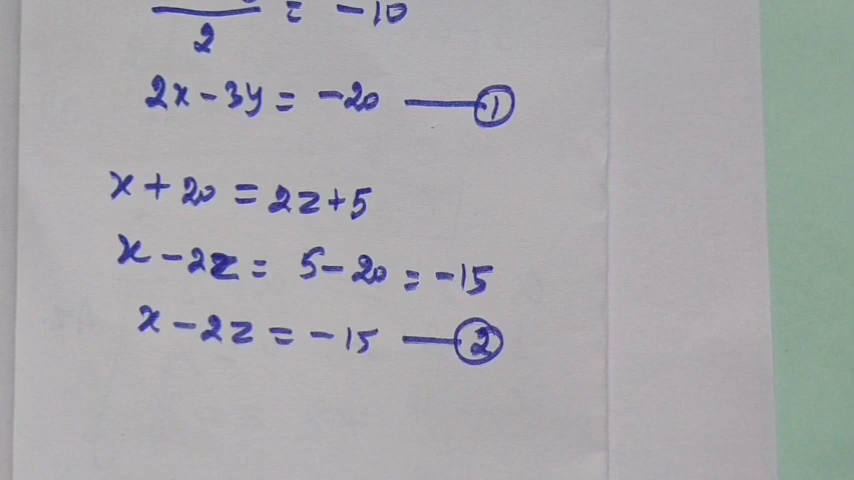 2 = -10
2x - 3y = -20 — 1
x + 20 = 2z + 5
x - 2z = 5 - 20 = -15
x - 2z = -15 — 2